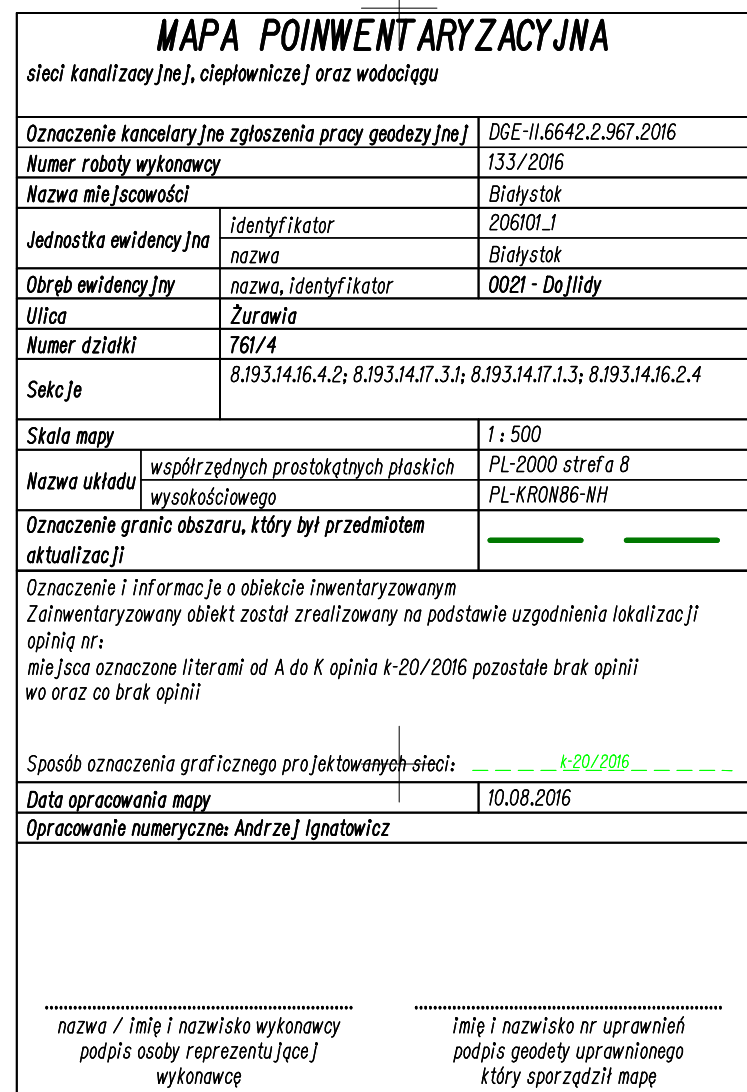 MAPA POINWENTARYZACYJNA
sieci kanalizacyjnej, ciepłowniczej oraz wodociągu
Oznaczenie kancelaryjne zgłoszenia pracy geodezyjnej DGE-II.6642.2.967.2016
Numer roboty wykonawcy 133/2016
Nazwa miejscowości Białystok
Jednostka ewidencyjna identyfikator 206101_1
nazwa Białystok
Obręb ewidencyjny nazwa, identyfikator 0021 - Dojlidy
Ulica Żurawia
Numer działki 761/4
Sekcje 8.193.14.16.4.2; 8.193.14.17.3.1; 8.193.14.17.1.3; 8.193.14.16.2.4
Skala mapy 1 : 500
Nazwa układu współrzędnych prostokątnych płaskich PL-2000 strefa 8
wysokościowego PL-KRON86-NH
Oznaczenie granic obszaru, który był przedmiotem
aktualizacji
Oznaczenie i informacje o obiekcie inwentaryzowanym
Zainwentaryzowany obiekt został zrealizowany na podstawie uzgodnienia lokalizacji
opinią nr:
miejsca oznaczone literami od A do K opinia k-20/2016 pozostałe brak opinii
wo oraz co brak opinii
Sposób oznaczenia graficznego projektowanych sieci: k-20/2016
Data opracowania mapy 10.08.2016
Opracowanie numeryczne: Andrzej Ignatowicz
nazwa / imię i nazwisko wykonawcy
podpis osoby reprezentującej
wykonawcę
imię i nazwisko nr uprawnień
podpis geodety uprawnionego
który sporządził mapę